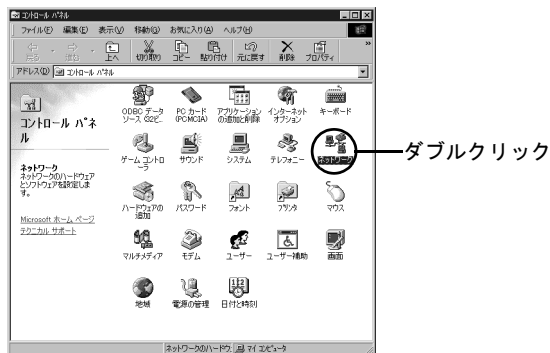 コントロール パネル
ファイル(F) 編集(E) 表示(V) 移動(G) お気に入り(A) ヘルプ(H)
戻る 進む 上へ 切り取り コピー 貼り付け 元に戻す 削除 プロパティ »
アドレス(D) コントロール パネル
コントロール パネ
ル
ネットワーク
ネットワークのハードウェア
とソフトウェアを設定しま
す。
Microsoft ホーム ページ
テクニカル サポート
ODBC データ
ソース (32ビ...
PC カード
(PCMCIA)
アプリケーション
の追加と削除
インターネット
オプション
キーボード
ゲーム コントロ
ーラ
サウンド
システム
テレフォニー
ネットワーク
ダブルクリック
ハードウェアの
追加
パスワード
フォント
プリンタ
マウス
マルチメディア
モデム
ユーザー
ユーザー補助
画面
地域
電源の管理
日付と時刻
ネットワークのハードウ
マイ コンピュータ